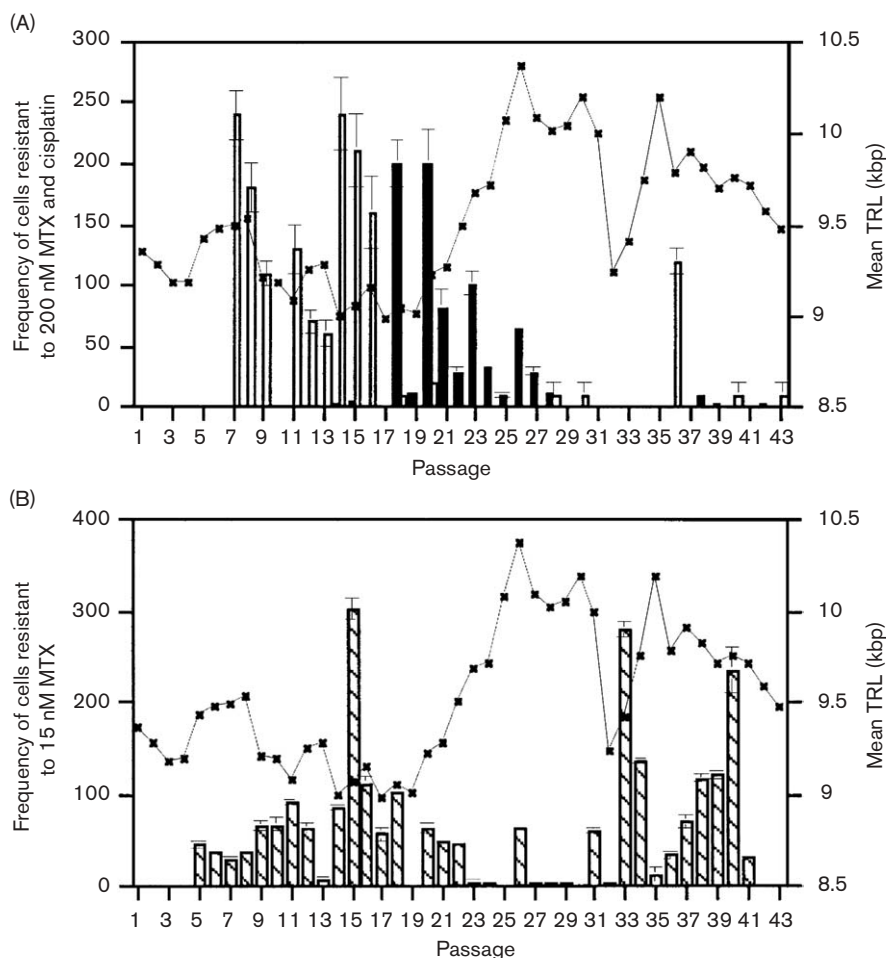 (A)
300
250
200
150
100
50
0
Frequency of cells resistant
to 200 nM MTX and cisplatin
10.5
10
9.5
9
8.5
Mean TRL (kbp)
1 3 5 7 9 11 13 15 17 19 21 23 25 27 29 31 33 35 37 39 41 43
Passage
(B)
400
300
200
100
0
Frequency of cells resistant
to 15 nM MTX
10.5
10
9.5
9
8.5
Mean TRL (kbp)
1 3 5 7 9 11 13 15 17 19 21 23 25 27 29 31 33 35 37 39 41 43
Passage